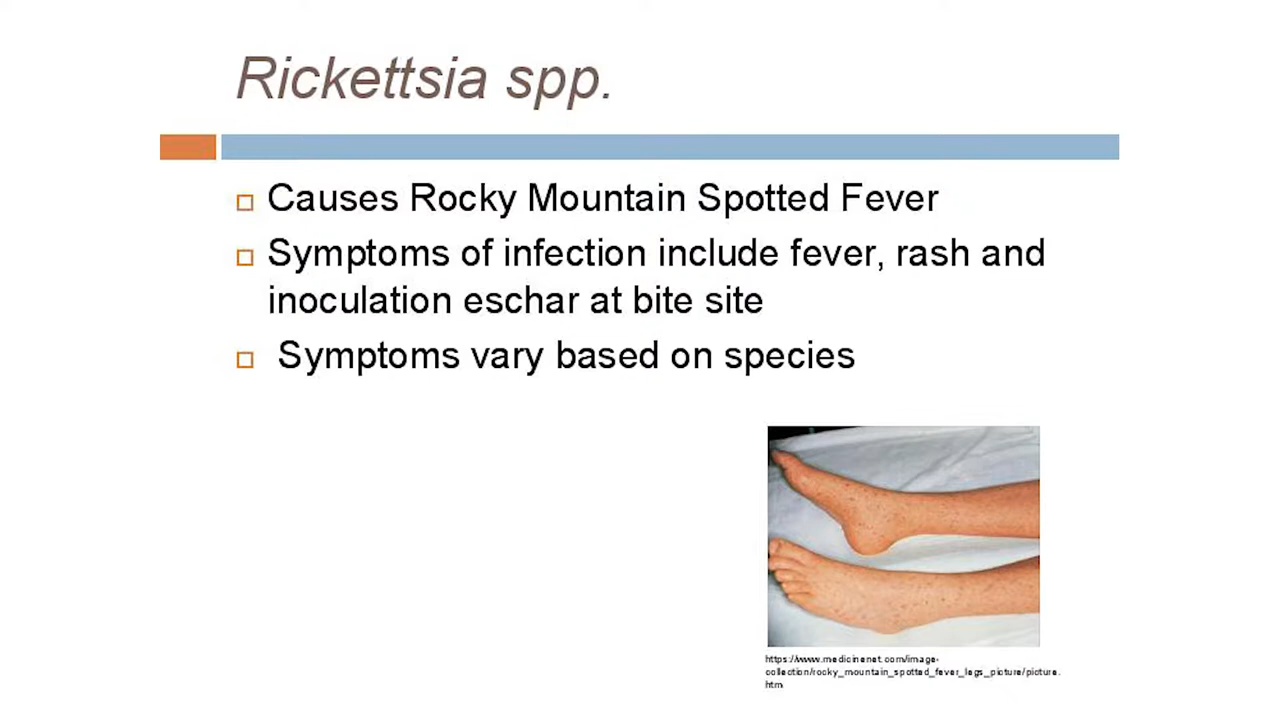 Rickettsia spp.
Causes Rocky Mountain Spotted Fever
Symptoms of infection include fever, rash and
inoculation eschar at bite site
Symptoms vary based on species
https://www.medicinenet.com/image-
collection/rocky_mountain_spotted_fever_legs_picture/picture.
htm